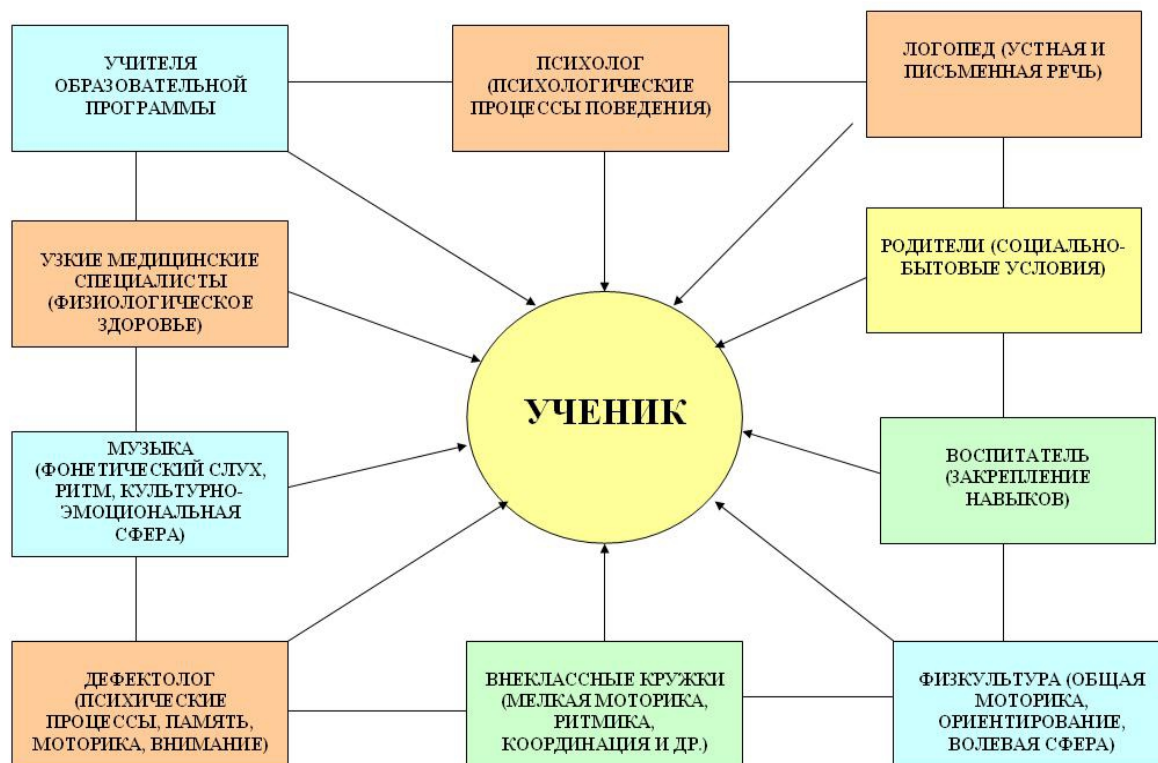 УЧИТЕЛЯ
ОБРАЗОВАТЕЛЬНОЙ
ПРОГРАММЫ
ПСИХОЛОГ
(ПСИХОЛОГИЧЕСКИЕ
ПРОЦЕССЫ ПОВЕДЕНИЯ)
ЛОГОПЕД (УСТНАЯ И
ПИСЬМЕННАЯ РЕЧЬ)
УЗКИЕ МЕДИЦИНСКИЕ
СПЕЦИАЛИСТЫ
(ФИЗИОЛОГИЧЕСКОЕ
ЗДОРОВЬЕ)
РОДИТЕЛИ (СОЦИАЛЬНО-
БЫТОВЫЕ УСЛОВИЯ)
УЧЕНИК
МУЗЫКА
(ФОНЕТИЧЕСКИЙ СЛУХ,
РИТМ, КУЛЬТУРНО-
ЭМОЦИОНАЛЬНАЯ
СФЕРА)
ВОСПИТАТЕЛЬ
(ЗАКРЕПЛЕНИЕ
НАВЫКОВ)
ДЕФЕКТОЛОГ
(ПСИХИЧЕСКИЕ
ПРОЦЕССЫ, ПАМЯТЬ,
МОТОРИКА, ВНИМАНИЕ)
ВНЕКЛАССНЫЕ КРУЖКИ
(МЕЛКАЯ МОТОРИКА,
РИТМИКА,
КООРДИНАЦИЯ И ДР.)
ФИЗКУЛЬТУРА (ОБЩАЯ
МОТОРИКА,
ОРИЕНТИРОВАНИЕ,
ВОЛЕВАЯ СФЕРА)